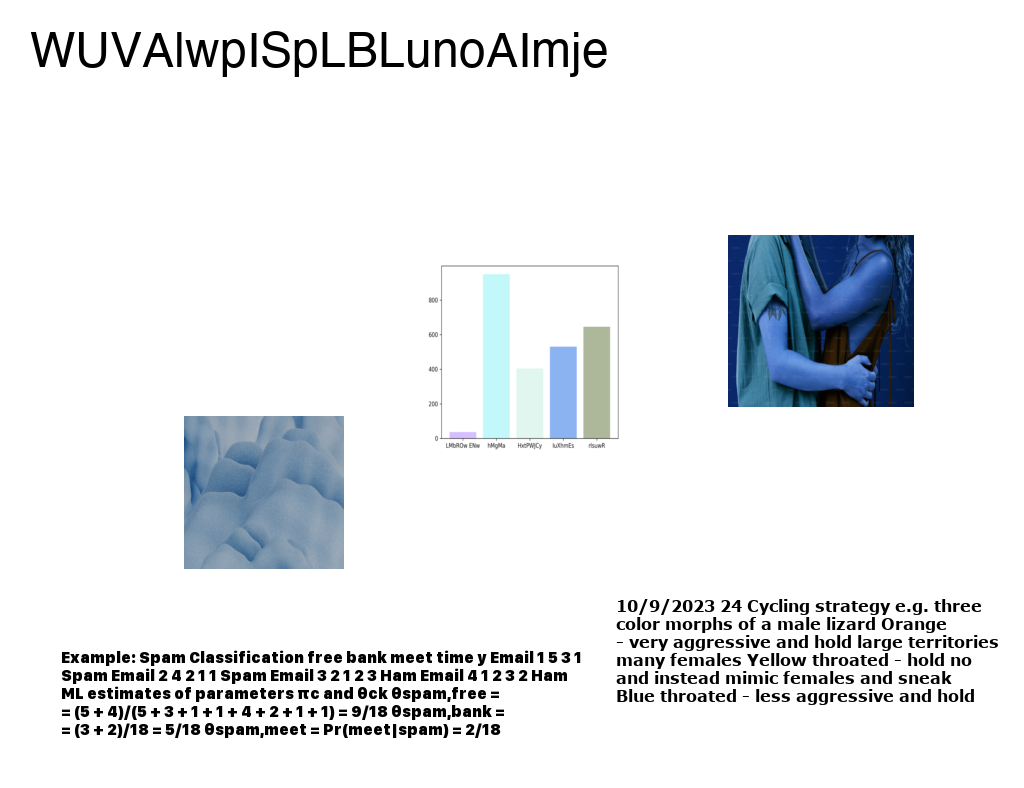 WUVAlwpISpLBLunoAImje
800
600
400
200
0
LMbROw ENw hMgMa HxtPWJCy IuXhmEs rIsuwR
10/9/2023 24 Cycling strategy e.g. three
color morphs of a male lizard Orange
– very aggressive and hold large territories
many females Yellow throated – hold no
and instead mimic females and sneak
Blue throated – less aggressive and hold
Example: Spam Classification free bank meet time y Email 1 5 3 1
Spam Email 2 4 2 1 1 Spam Email 3 2 1 2 3 Ham Email 4 1 2 3 2 Ham
ML estimates of parameters πc and θck θspam,free =
= (5 + 4)/(5 + 3 + 1 + 1 + 4 + 2 + 1 + 1) = 9/18 θspam,bank =
= (3 + 2)/18 = 5/18 θspam,meet = Pr(meet|spam) = 2/18